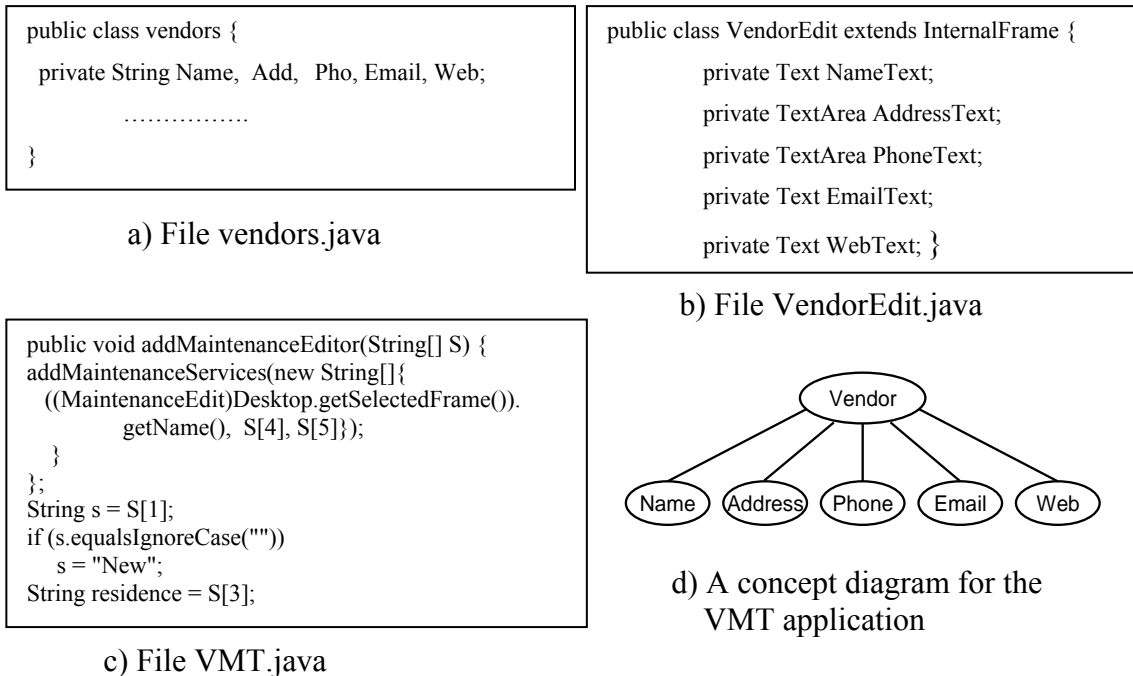 public class vendors {
private String Name, Add, Pho, Email, Web;
…………….
}
a) File vendors.java
public class VendorEdit extends InternalFrame {
private Text NameText;
private TextArea AddressText;
private TextArea PhoneText;
private Text EmailText;
private Text WebText; }
b) File VendorEdit.java
public void addMaintenanceEditor(String[] S) {
addMaintenanceServices(new String[]{
((MaintenanceEdit)Desktop.getSelectedFrame()).
getName(), S[4], S[5]});
}
};
String s = S[1];
if (s.equalsIgnoreCase(""))
s = "New";
String residence = S[3];
c) File VMT.java
Vendor
Name Address Phone Email Web
d) A concept diagram for the
VMT application